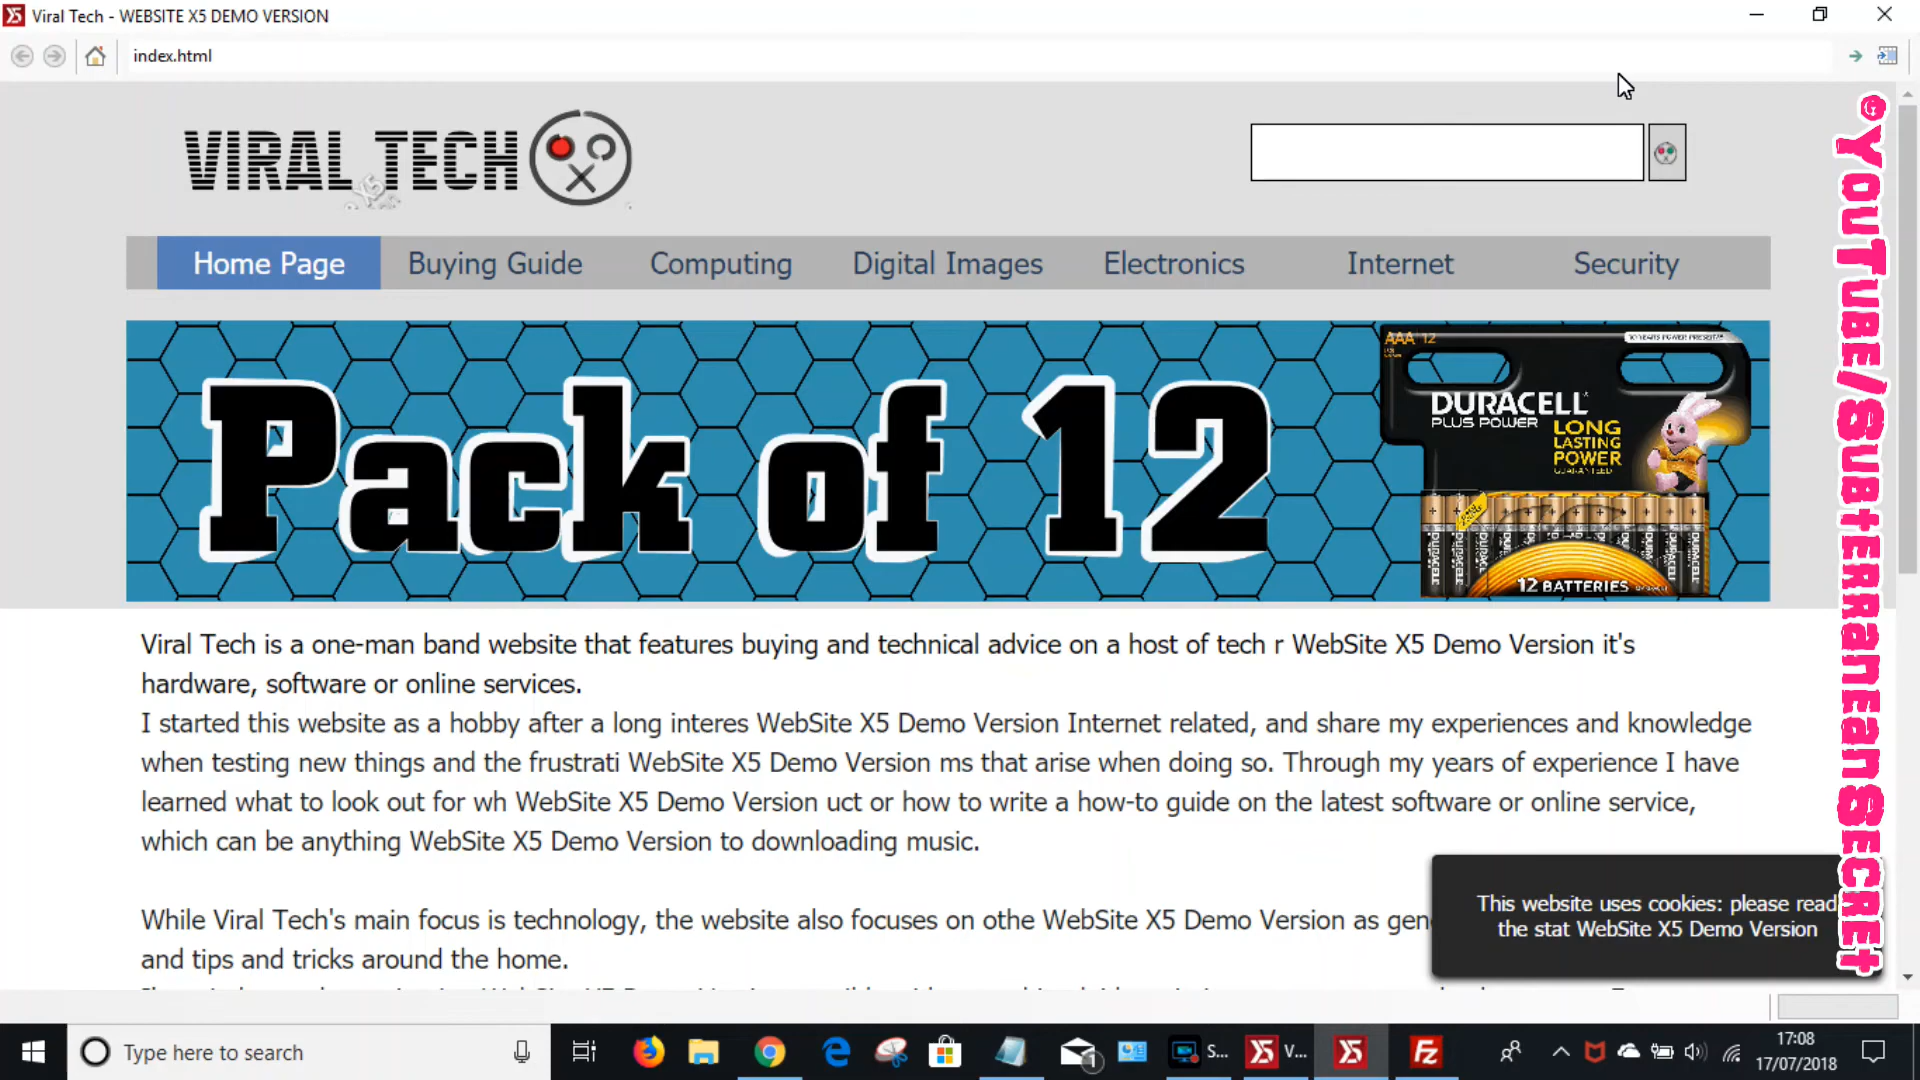 Viral Tech - WEBSITE X5 DEMO VERSION
index.html
VIRAL TECH
X5
Home Page
Buying Guide
Computing
Digital Images
Electronics
Internet
Security
Pack of 12
AAA 12
DURACELL
PLUS POWER
LONG
LASTING
POWER
GUARANTEED
DURACELL
12 BATTERIES
Viral Tech is a one-man band website that features buying and technical advice on a host of tech r WebSite X5 Demo Version it's
hardware, software or online services.
I started this website as a hobby after a long interes WebSite X5 Demo Version Internet related, and share my experiences and knowledge
when testing new things and the frustrati WebSite X5 Demo Version ms that arise when doing so. Through my years of experience I have
learned what to look out for wh WebSite X5 Demo Version uct or how to write a how-to guide on the latest software or online service,
which can be anything WebSite X5 Demo Version to downloading music.
While Viral Tech's main focus is technology, the website also focuses on othe WebSite X5 Demo Version as gen
and tips and tricks around the home.
This website uses cookies: please read
the stat WebSite X5 Demo Version
©YouTube/SubterraneanSecret
Type here to search
1
S...
X5 V...
X5
Fz
17:08
17/07/2018